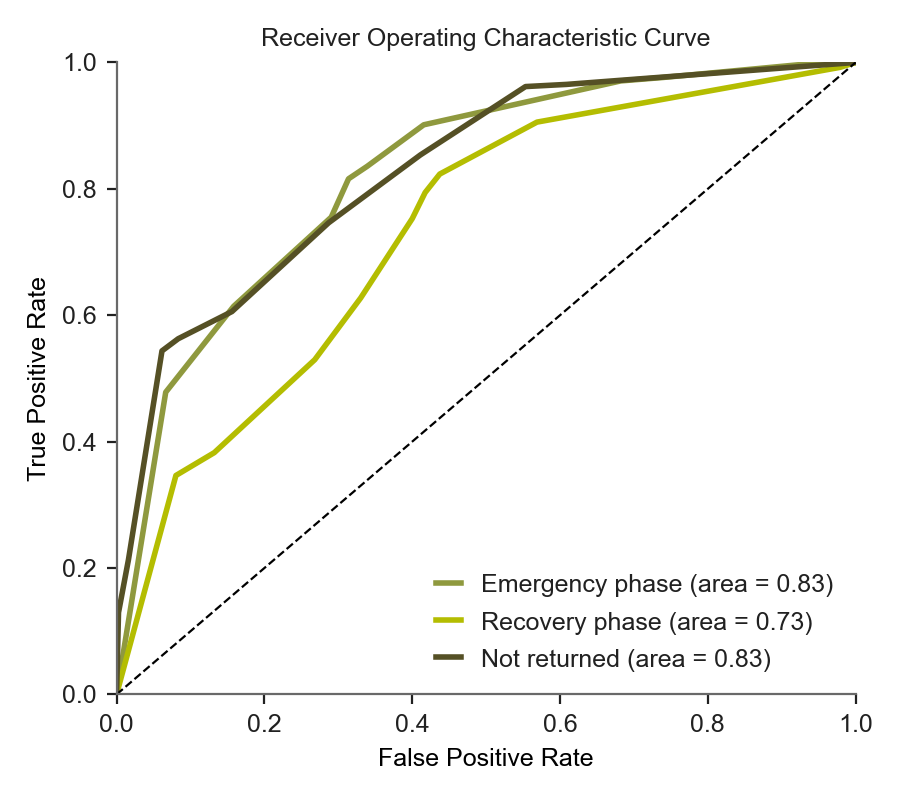 Receiver Operating Characteristic Curve
1.0
0.8
0.6
0.4
0.2
0.0
True Positive Rate
Emergency phase (area = 0.83)
Recovery phase (area = 0.73)
Not returned (area = 0.83)
0.0 0.2 0.4 0.6 0.8 1.0
False Positive Rate